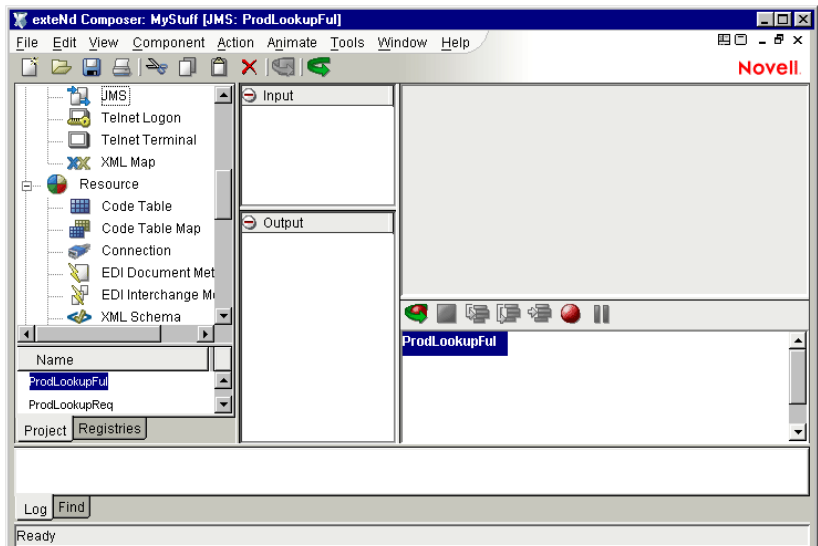 exteNd Composer: MyStuff [JMS: ProdLookupFul]
File Edit View Component Action Animate Tools Window Help
Novell
JMS
Telnet Logon
Telnet Terminal
XML Map
Resource
Code Table
Code Table Map
Connection
EDI Document Met
EDI Interchange Me
XML Schema
Name
ProdLookupFul
ProdLookupReq
Project Registries
Input
Output
ProdLookupFul
Log Find
Ready